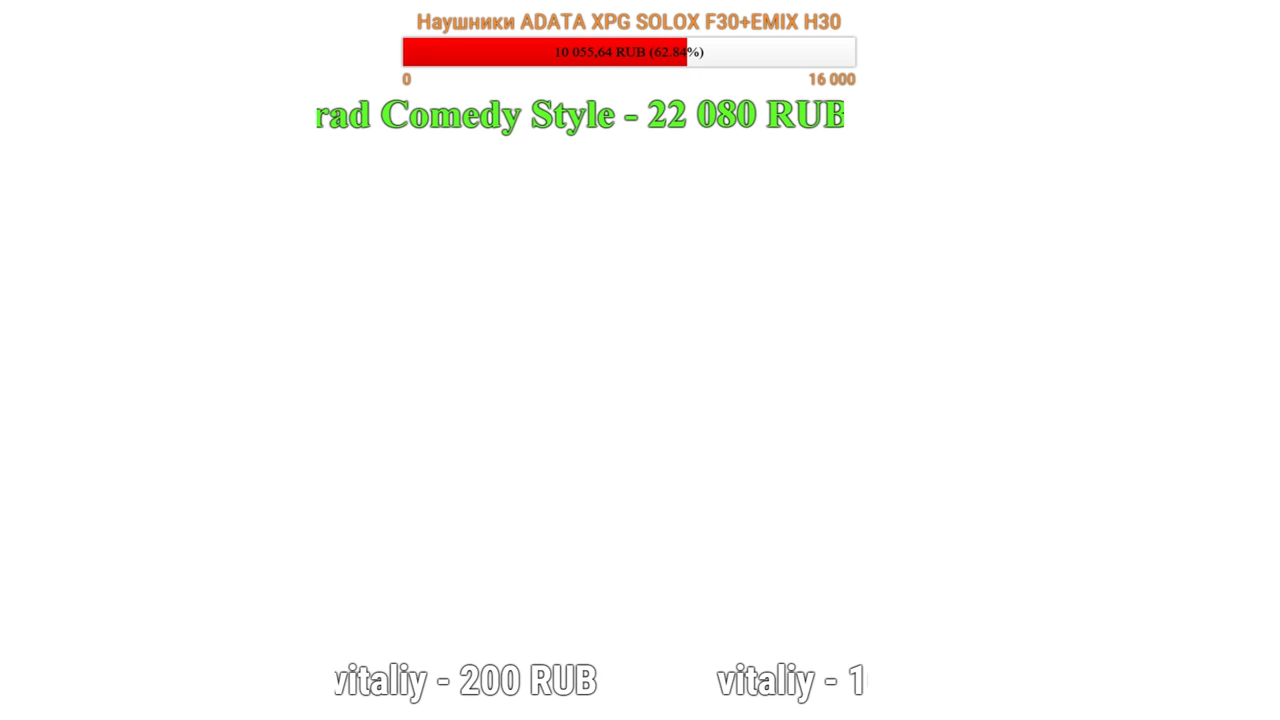 Наушники ADATA XPG SOLOX F30+EMIX H30
10 055,64 RUB (62.84%)
0 16 000
rad Comedy Style - 22 080 RUB
vitaliy - 200 RUB vitaliy - 1